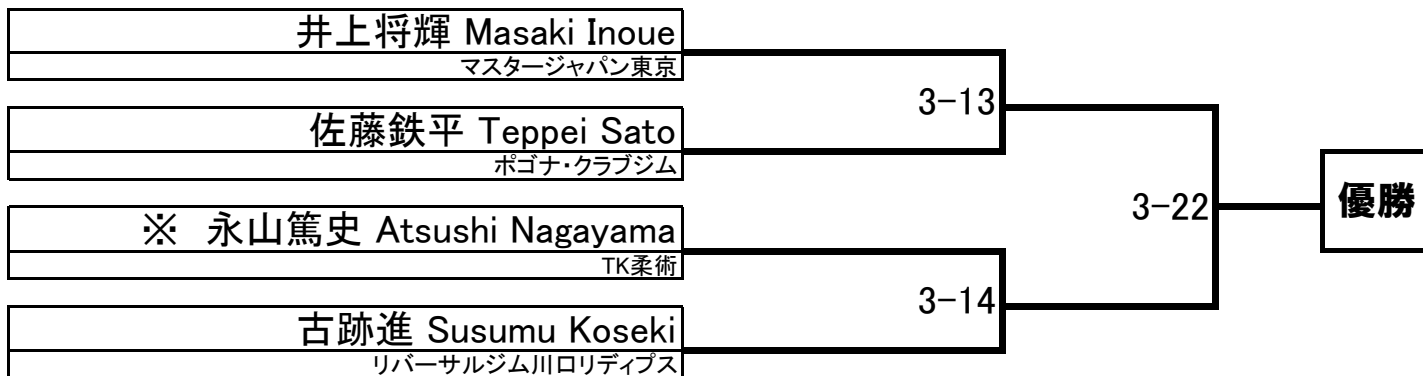 井上将輝 Masaki Inoue
マスタージャパン東京
3-13
佐藤鉄平 Teppei Sato
ポゴナ・クラブジム
3-22
優勝
※ 永山篤史 Atsushi Nagayama
TK柔術
3-14
古跡進 Susumu Koseki
リバーサルジム川口リディプス